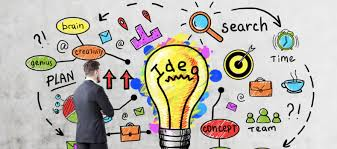 brain
Idea
search
creativity
genius
TIME
PLAN
?!
!?
concept
TEAM